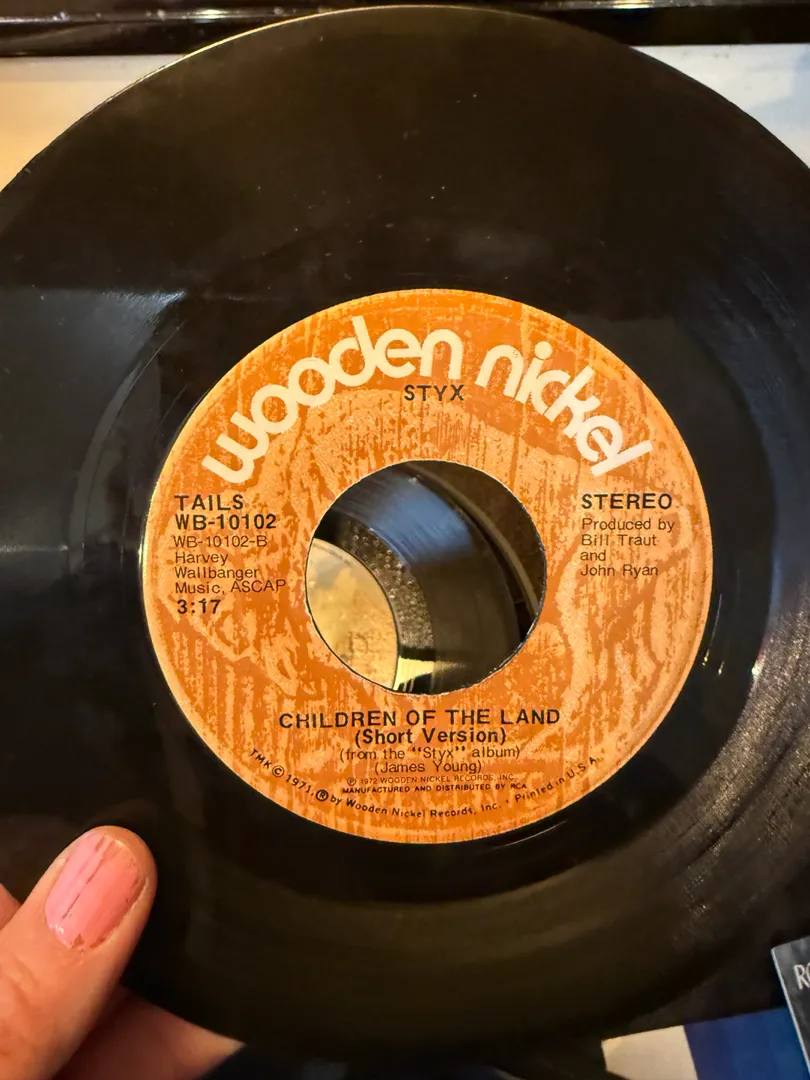 wooden nickel
STYX
TAILS
WB-10102
WB-10102-B
Harvey
Wallbanger
Music, ASCAP
3:17
STEREO
Produced by
Bill Traut
and
John Ryan
CHILDREN OF THE LAND
(Short Version)
(from the "Styx" album)
(James Young)
℗ 1972 WOODEN NICKEL RECORDS, INC.
MANUFACTURED AND DISTRIBUTED BY RCA
TMK © 1971, ® by Wooden Nickel Records, Inc. • Printed in U.S.A.